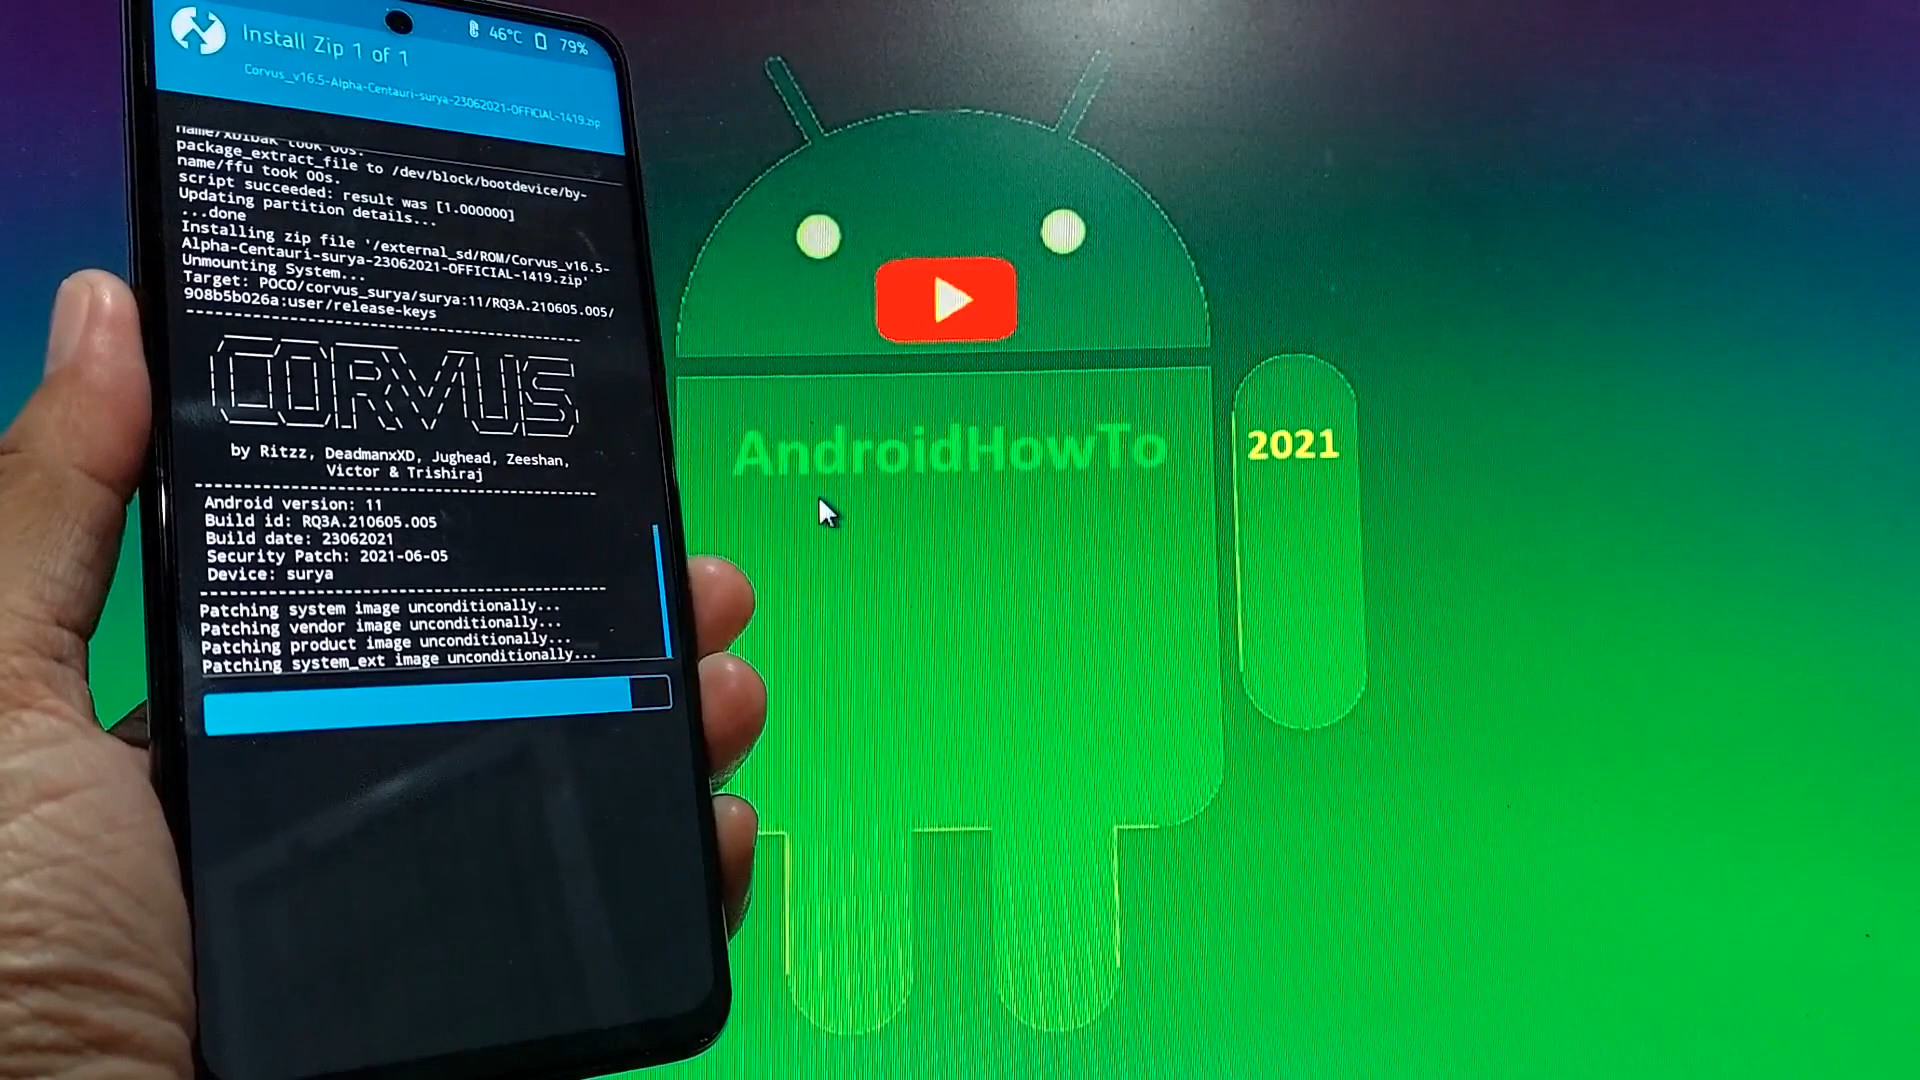 Install Zip 1 of 1
46°C 79%
Corvus_v16.5-Alpha-Centauri-surya-23062021-OFFICIAL-1419.zip
name/xblbak took 00s.
package_extract_file to /dev/block/bootdevice/by-
name/ffu took 00s.
script succeeded: result was [1.000000]
Updating partition details...
...done
Installing zip file '/external_sd/ROM/Corvus_v16.5-
Alpha-Centauri-surya-23062021-OFFICIAL-1419.zip'
Unmounting System...
Target: POCO/corvus_surya/surya:11/RQ3A.210605.005/
908b5b026a:user/release-keys
CORVUS
by Ritzz, DeadmanxXD, Jughead, Zeeshan,
Victor & Trishiraj
Android version: 11
Build id: RQ3A.210605.005
Build date: 23062021
Security Patch: 2021-06-05
Device: surya
Patching system image unconditionally...
Patching vendor image unconditionally...
Patching product image unconditionally...
Patching system_ext image unconditionally...
AndroidHowTo
2021